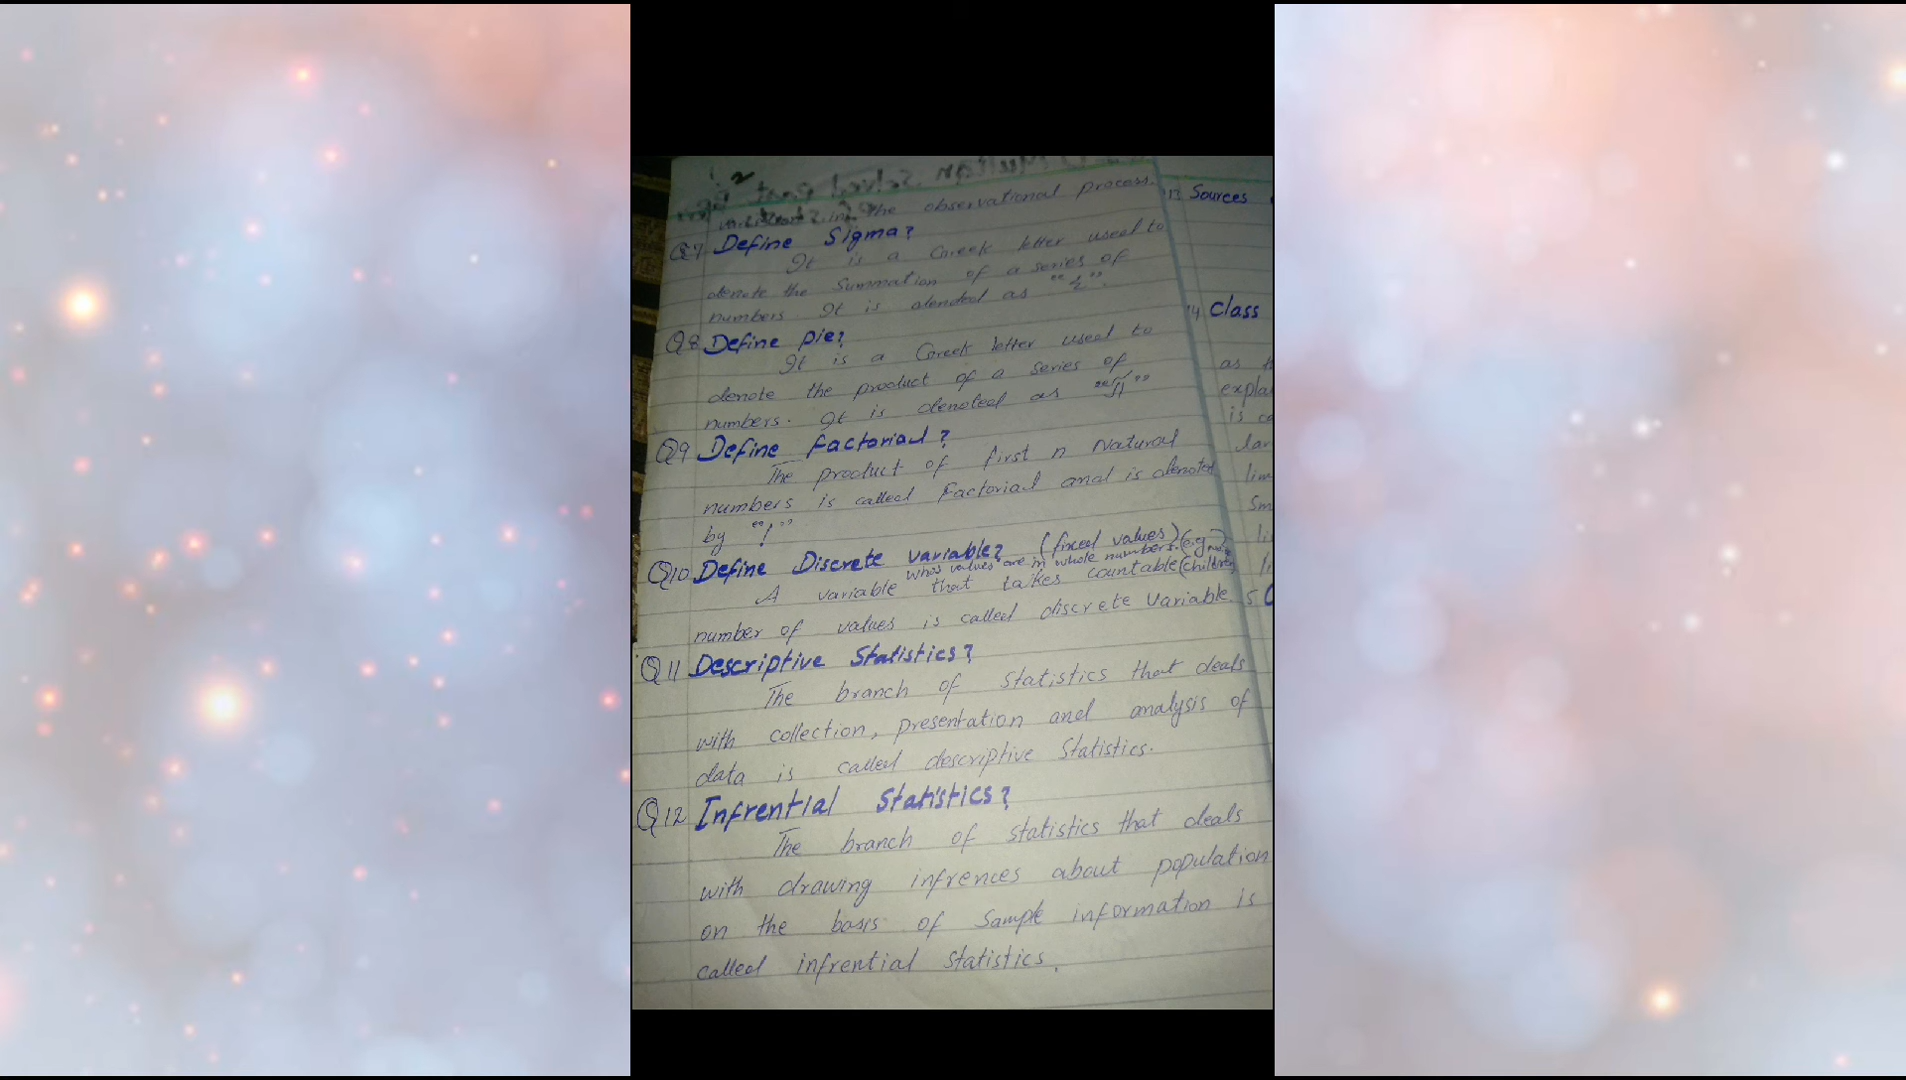 in the observational process.
Q7 Define Sigma?
It is a Greek letter used to
denote the Summation of a series of
numbers. It is denoted as "Σ".
Q8 Define pie?
It is a Greek letter used to
denote the product of a series of
numbers. It is denoted as "π"
Q9 Define factorial?
The product of first n Natural
numbers is called Factorial and is denoted
by "!"
Q10 Define Discrete variable? (fixed values) (e.g
whos values are in whole numbers.
A variable that takes countable (children
number of values is called discrete variable.
Q11 Descriptive Statistics?
The branch of statistics that deals
with collection, presentation and analysis of
data is called descriptive Statistics.
Q12 Infrential Statistics?
The branch of statistics that deals
with drawing infrences about population
on the basis of Sample information is
called infrential statistics.
13 Sources
14 Class
as
is